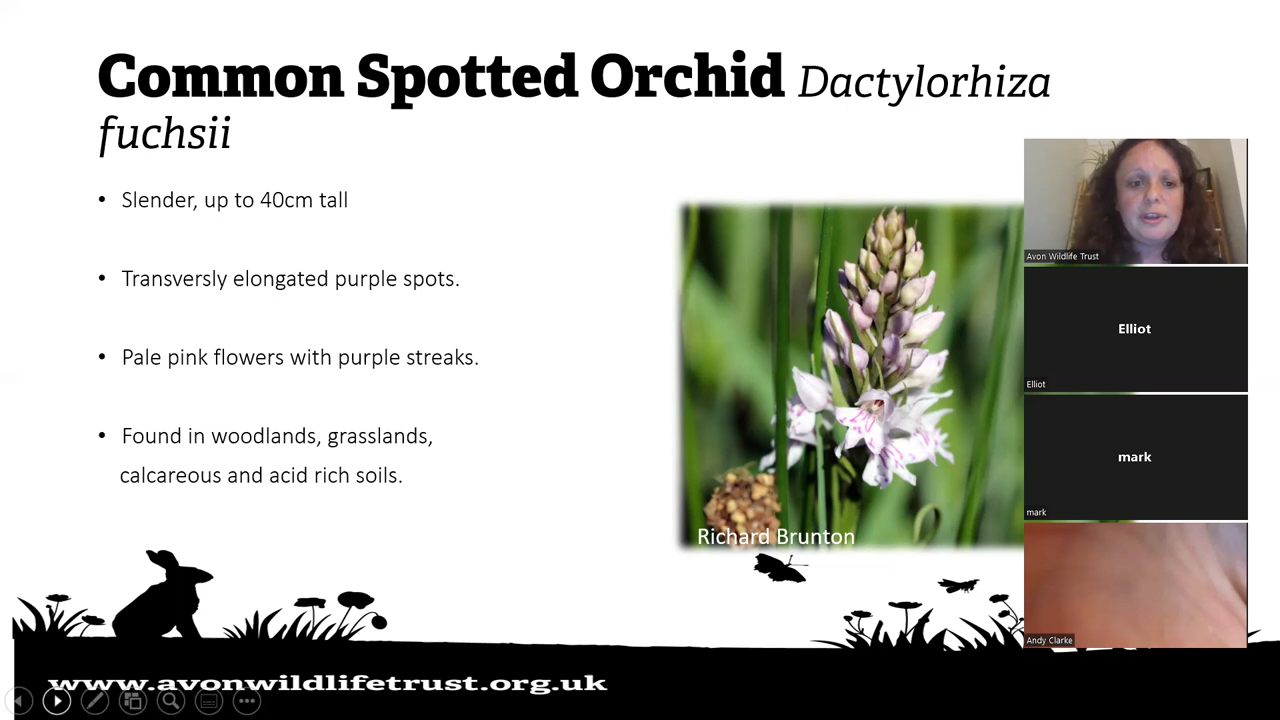 Common Spotted Orchid Dactylorhiza
fuchsii
• Slender, up to 40cm tall
• Transversly elongated purple spots.
• Pale pink flowers with purple streaks.
• Found in woodlands, grasslands,
calcareous and acid rich soils.
Richard Brunton
Avon Wildlife Trust
Elliot
Elliot
mark
mark
Andy Clarke
www.avonwildlifetrust.org.uk